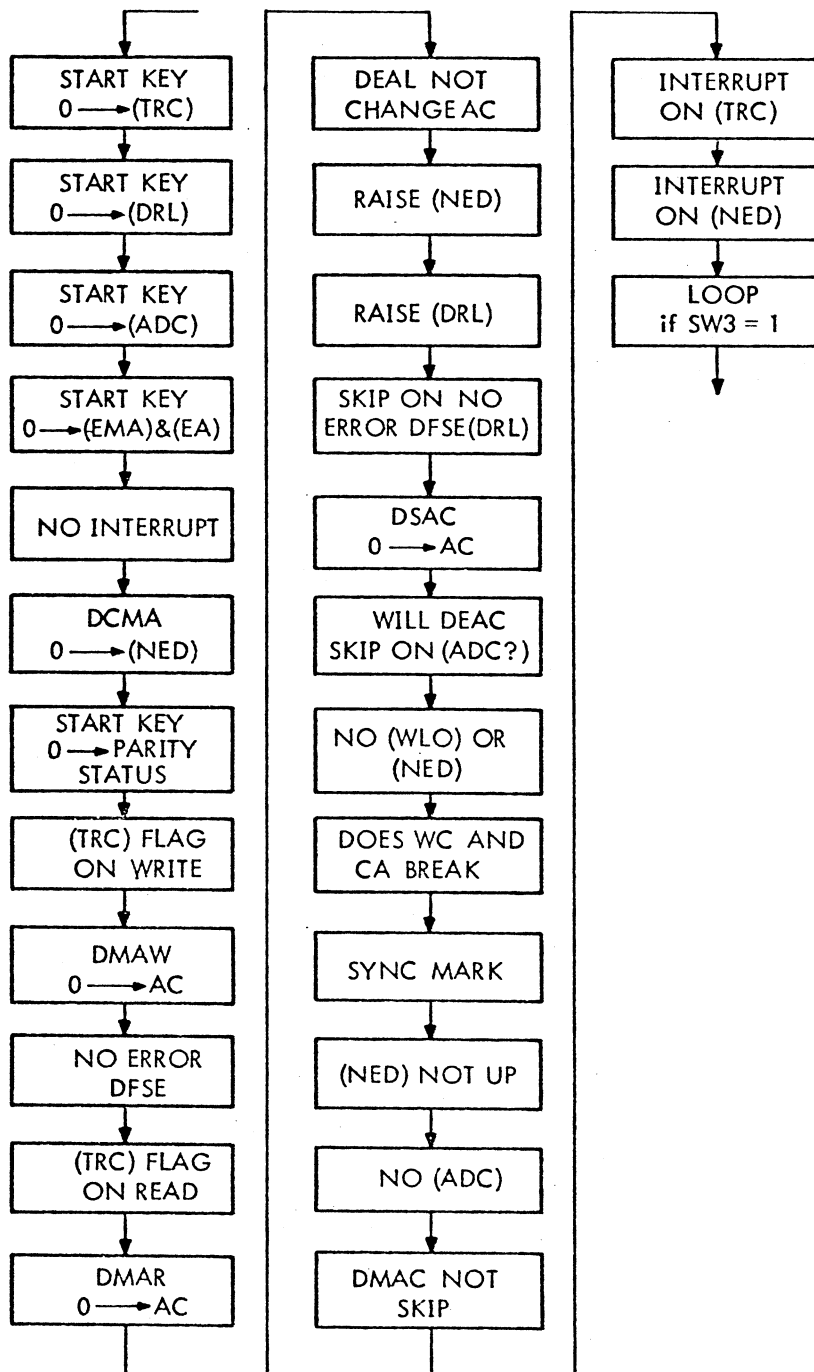 START KEY
0 → (TRC)
START KEY
0 → (DRL)
START KEY
0 → (ADC)
START KEY
0 → (EMA)&(EA)
NO INTERRUPT
DCMA
0 → (NED)
START KEY
0 → PARITY
STATUS
(TRC) FLAG
ON WRITE
DMAW
0 → AC
NO ERROR
DFSE
(TRC) FLAG
ON READ
DMAR
0 → AC
DEAL NOT
CHANGE AC
RAISE (NED)
RAISE (DRL)
SKIP ON NO
ERROR DFSE(DRL)
DSAC
0 → AC
WILL DEAC
SKIP ON (ADC?)
NO (WLO) OR
(NED)
DOES WC AND
CA BREAK
SYNC MARK
(NED) NOT UP
NO (ADC)
DMAC NOT
SKIP
INTERRUPT
ON (TRC)
INTERRUPT
ON (NED)
LOOP
if SW3 = 1